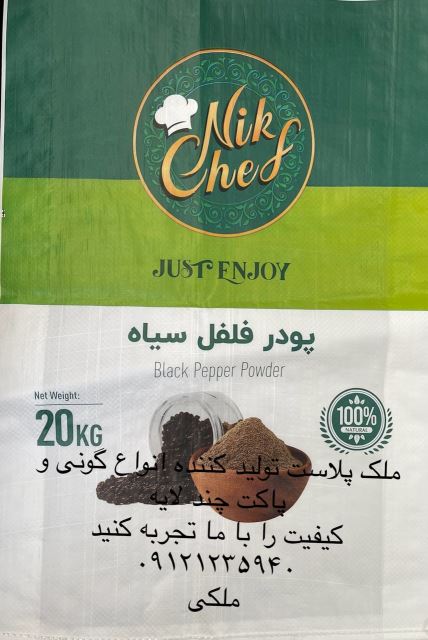 Nik
Chef
JUST ENJOY
پودر فلفل سیاه
Black Pepper Powder
Net Weight:
20KG
100%
NATURAL
ملک پلاست تولید کننده انواع گونی و
پاکت چند لایه
کیفیت را با ما تجربه کنید
۰۹۱۲۱۲۳۵۹۴۰
ملکی